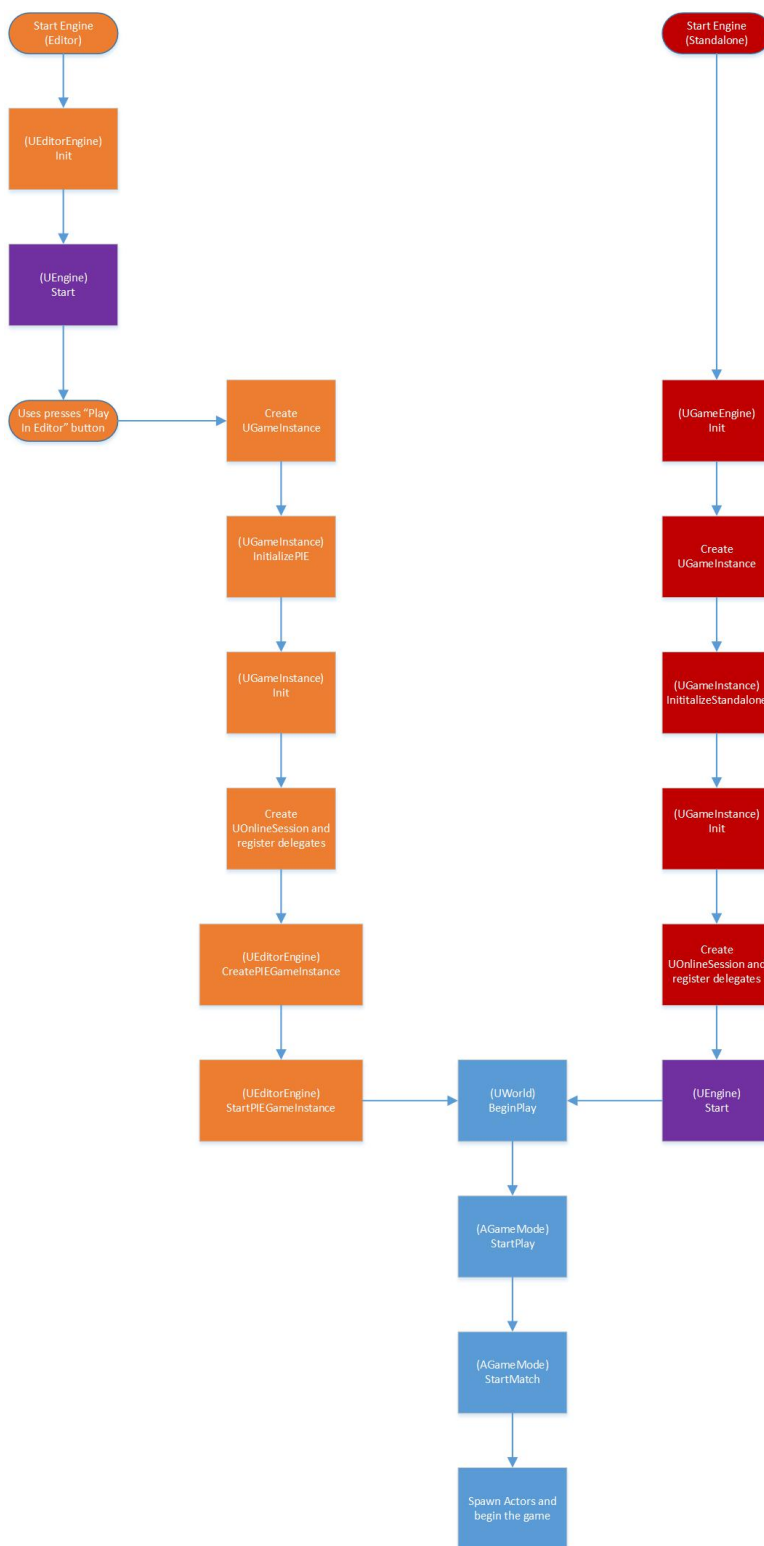 Start Engine
(Editor)
Start Engine
(Standalone)
(UEditorEngine)
Init
(UEngine)
Start
Uses presses “Play
In Editor” button
Create
UGameInstance
(UGameEngine)
Init
(UGameInstance)
InitializePIE
Create
UGameInstance
(UGameInstance)
Init
(UGameInstance)
InititalizeStandalone
Create
UOnlineSession and
register delegates
(UGameInstance)
Init
(UEditorEngine)
CreatePIEGameInstance
Create
UOnlineSession and
register delegates
(UEditorEngine)
StartPIEGameInstance
(UWorld)
BeginPlay
(UEngine)
Start
(AGameMode)
StartPlay
(AGameMode)
StartMatch
Spawn Actors and
begin the game